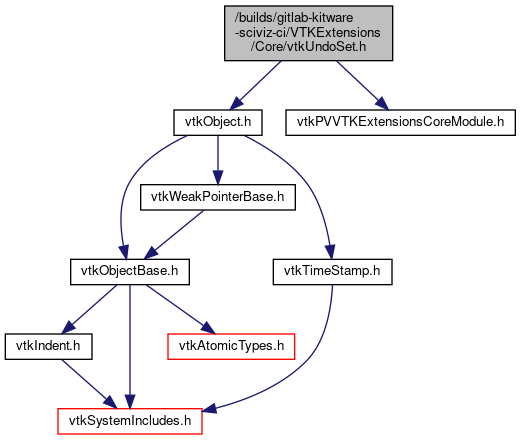 /builds/gitlab-kitware
-sciviz-ci/VTKExtensions
/Core/vtkUndoSet.h
vtkObject.h
vtkPVVTKExtensionsCoreModule.h
vtkWeakPointerBase.h
vtkObjectBase.h
vtkTimeStamp.h
vtkIndent.h
vtkAtomicTypes.h
vtkSystemIncludes.h